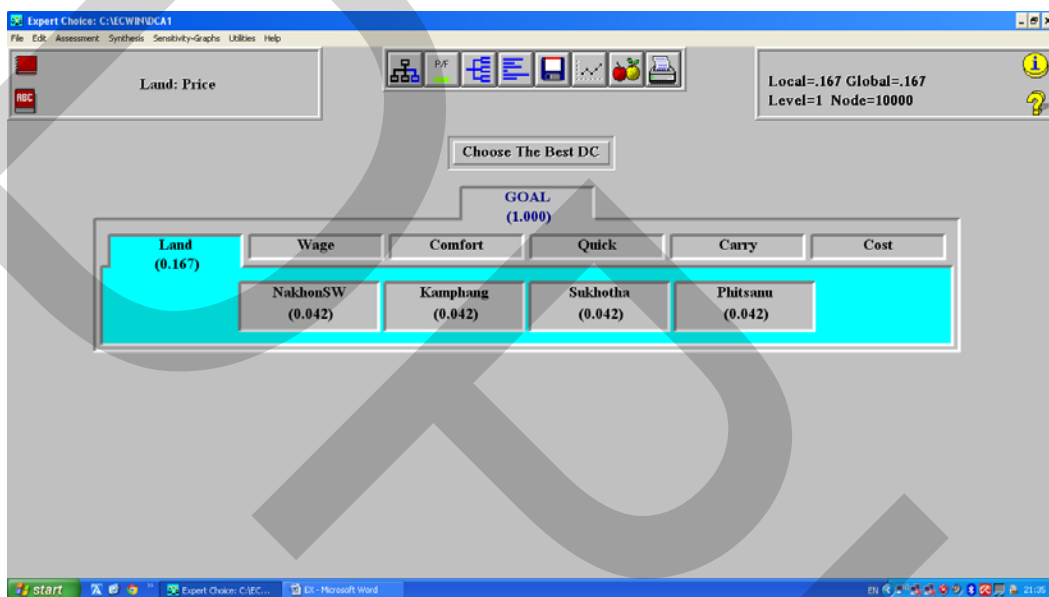 Expert Choice: C:\ECWIN\DCA1
File Edit Assessment Synthesis Sensitivity-Graphs Utilities Help
Land: Price
ABC
P/F
Local=.167 Global=.167
Level=1 Node=10000
Choose The Best DC
GOAL
(1.000)
Land Wage Comfort Quick Carry Cost
(0.167)
NakhonSW Kamphang Sukhotha Phitsanu
(0.042) (0.042) (0.042) (0.042)
start Expert Choice: C:\EC... EX - Microsoft Word EN 21:35